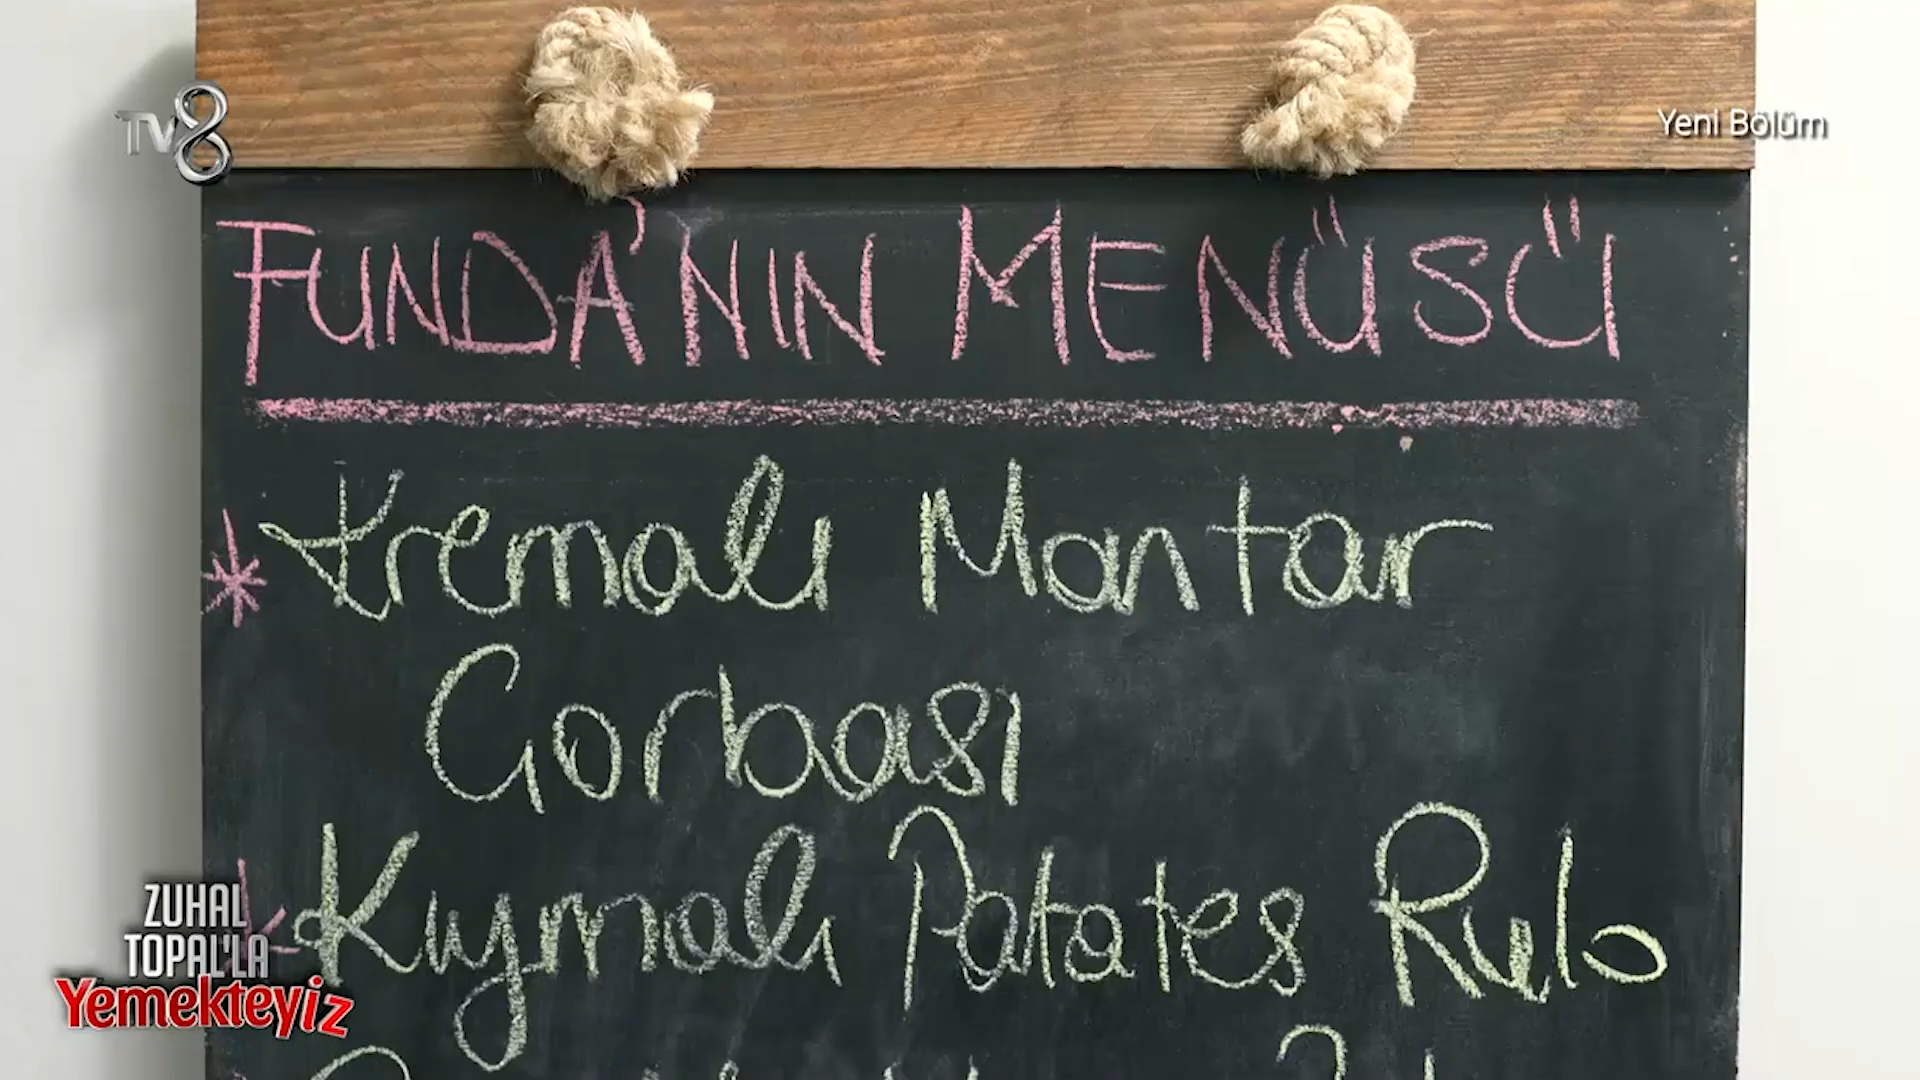 TV8
Yeni Bölüm
FUNDA'NIN MENÜSÜ
* Kremalı Mantar
Çorbası
* Kıymalı Patates Rulo
ZUHAL
TOPAL'LA
Yemekteyiz